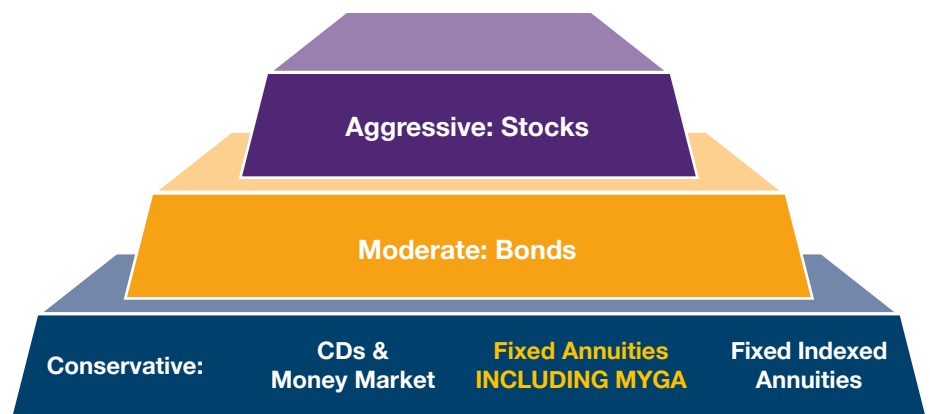 Aggressive: Stocks
Moderate: Bonds
Conservative:
CDs &
Money Market
Fixed Annuities
INCLUDING MYGA
Fixed Indexed
Annuities